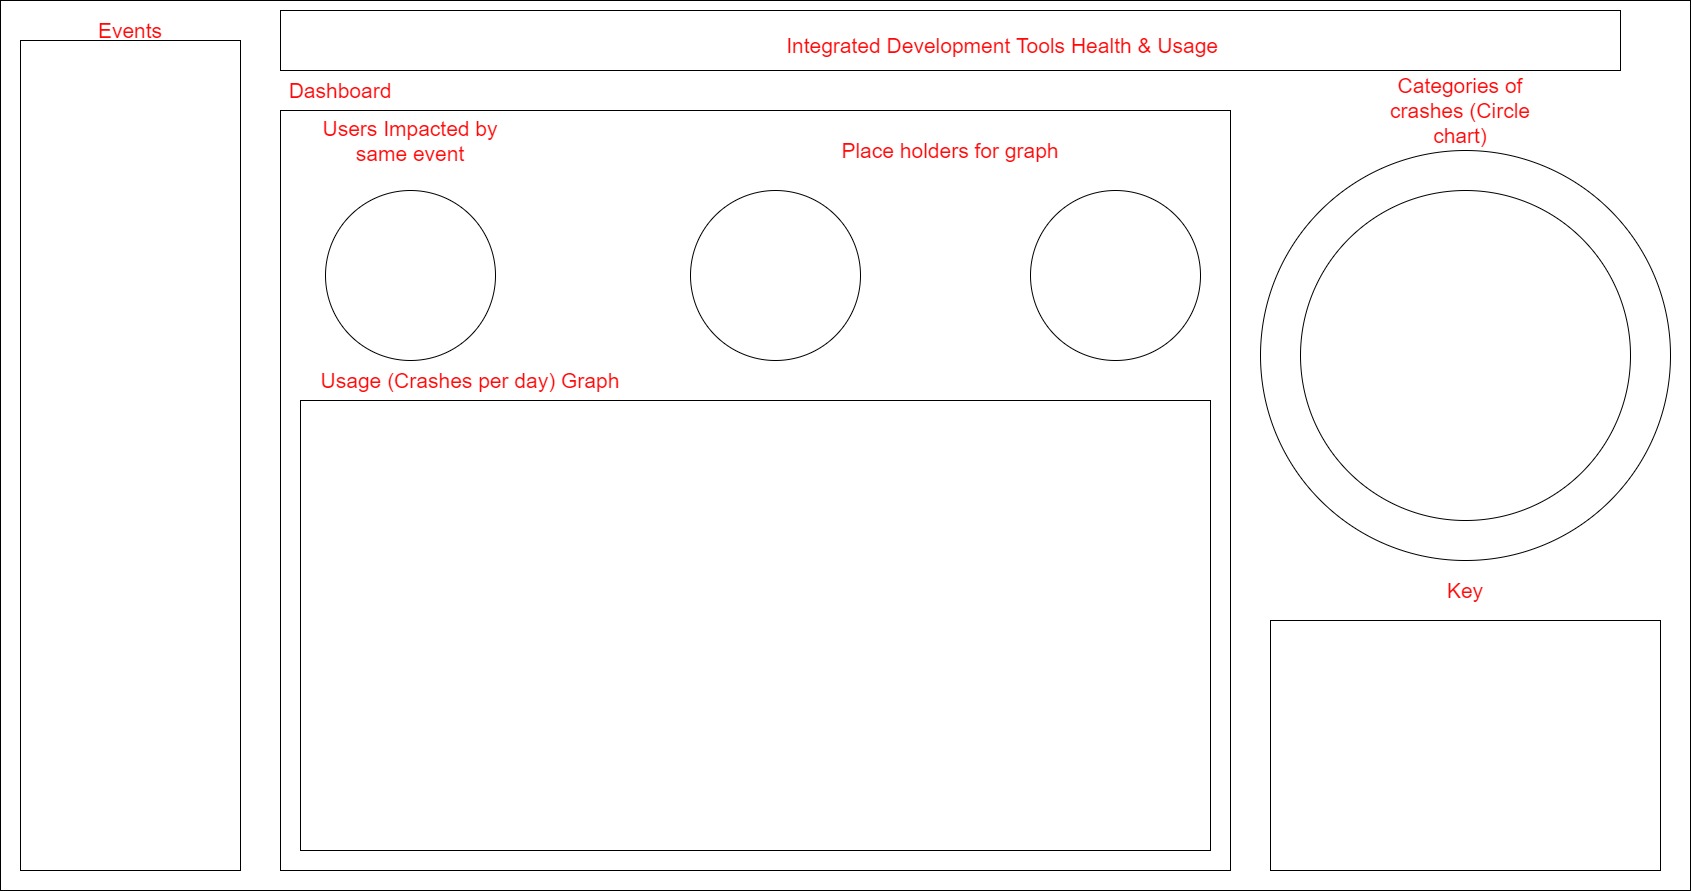 Events
Integrated Development Tools Health & Usage
Dashboard
Users Impacted by
same event
Place holders for graph
Usage (Crashes per day) Graph
Categories of
crashes (Circle
chart)
Key